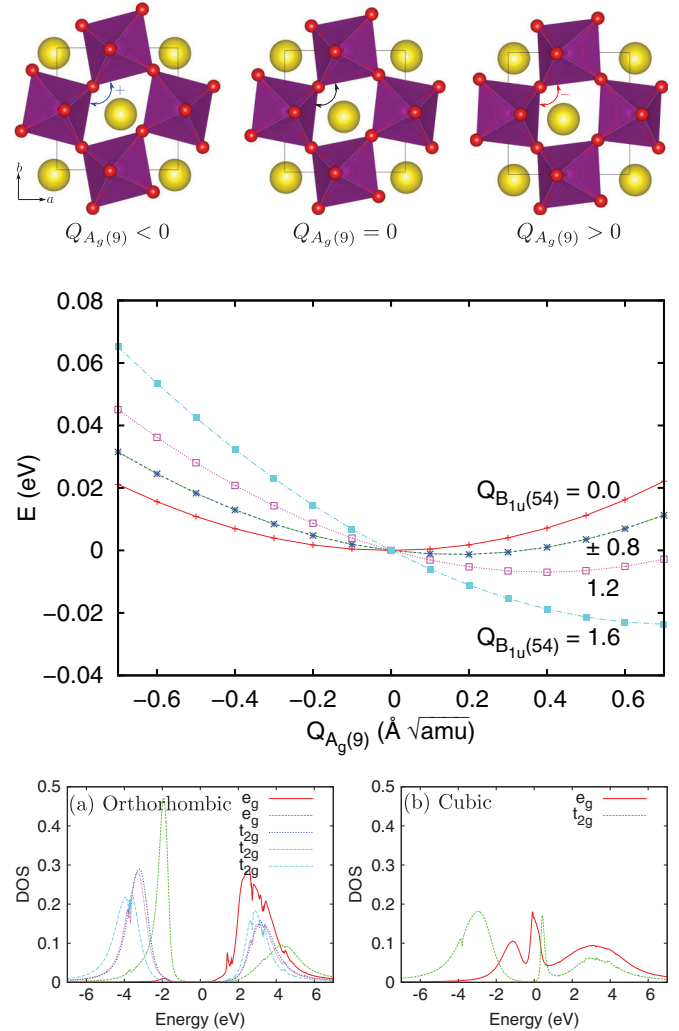 +
−
b
a
Q_{A_g(9)} < 0
Q_{A_g(9)} = 0
Q_{A_g(9)} > 0
0.08
0.06
0.04
0.02
0
−0.02
−0.04
E (eV)
Q_{B_{1u}(54)} = 0.0
± 0.8
1.2
Q_{B_{1u}(54)} = 1.6
−0.6 −0.4 −0.2 0 0.2 0.4 0.6
Q_{A_g(9)} (Å √amu)
(a) Orthorhombic
e_g
e_g
t_{2g}
t_{2g}
t_{2g}
0.5
0.4
0.3
0.2
0.1
0
DOS
-6 -4 -2 0 2 4 6
Energy (eV)
(b) Cubic
e_g
t_{2g}
0.5
0.4
0.3
0.2
0.1
0
DOS
-6 -4 -2 0 2 4 6
Energy (eV)